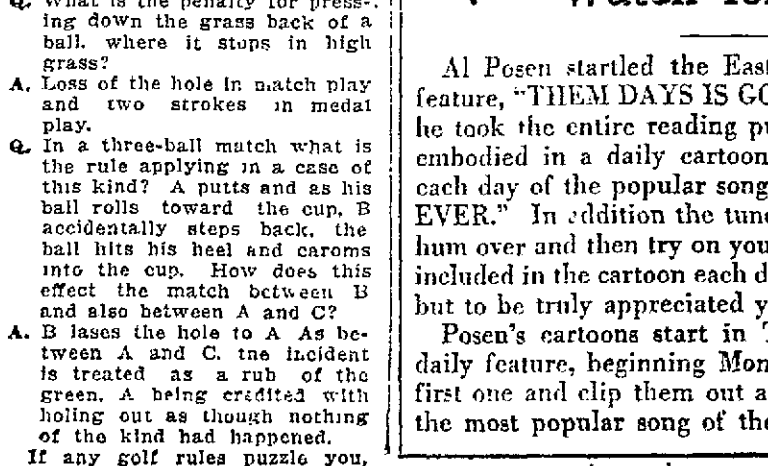 Q. What is the penalty for press-
ing down the grass back of a
ball, where it stops in high
grass?
A. Loss of the hole in match play
and two strokes in medal
play.
Q. In a three-ball match what is
the rule applying in a case of
this kind? A putts and as his
ball rolls toward the cup, B
accidentally steps back, the
ball hits his heel and caroms
into the cup. How does this
effect the match between B
and also between A and C?
A. B lases the hole to A As be-
tween A and C, the incident
is treated as a rub of the
green, A being credited with
holing out as though nothing
of the kind had happened.
If any golf rules puzzle you,
Al Posen startled the East
feature, "THEM DAYS IS GO
he took the entire reading pu
embodied in a daily cartoon
each day of the popular song
EVER." In addition the tune
hum over and then try on you
included in the cartoon each d
but to be truly appreciated y
Posen's cartoons start in T
daily feature, beginning Mon
first one and clip them out a
the most popular song of the